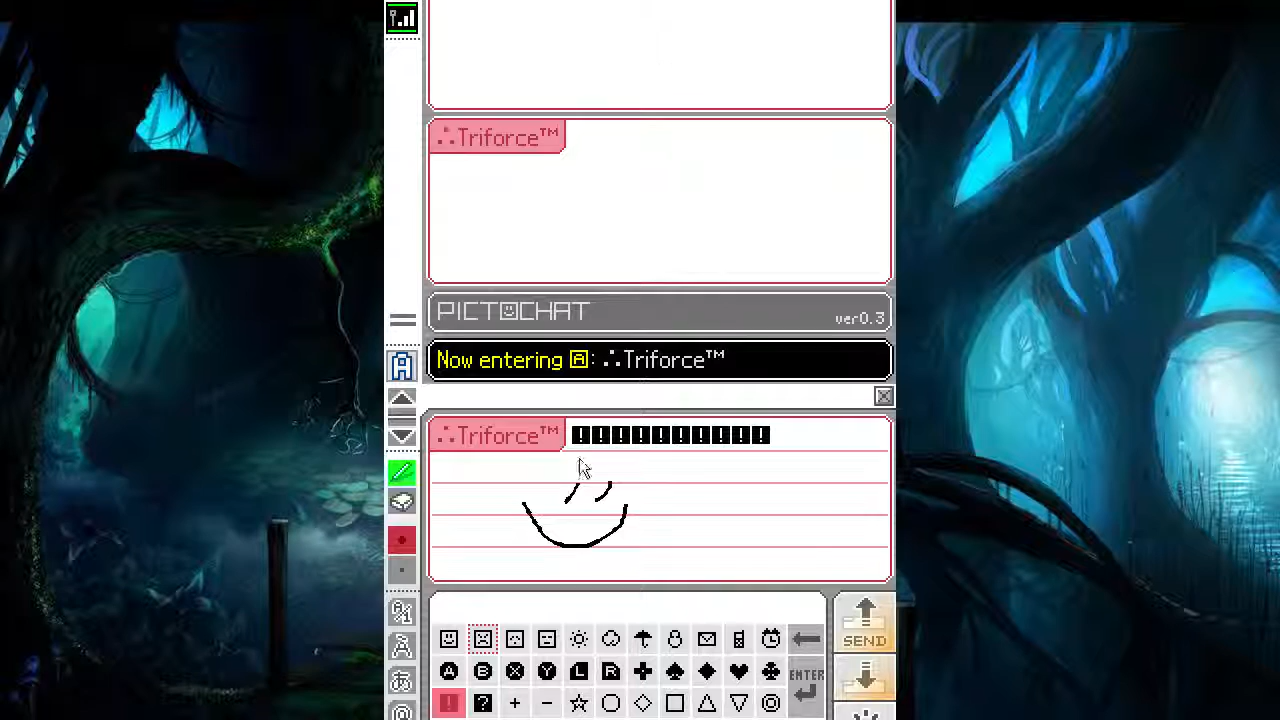 ∴Triforce™
PICTOCHAT
ver0.3
Now entering A: ∴Triforce™
∴Triforce™ !!!!!!!!!!
SEND
A B X Y L R
ENTER
! ? + -